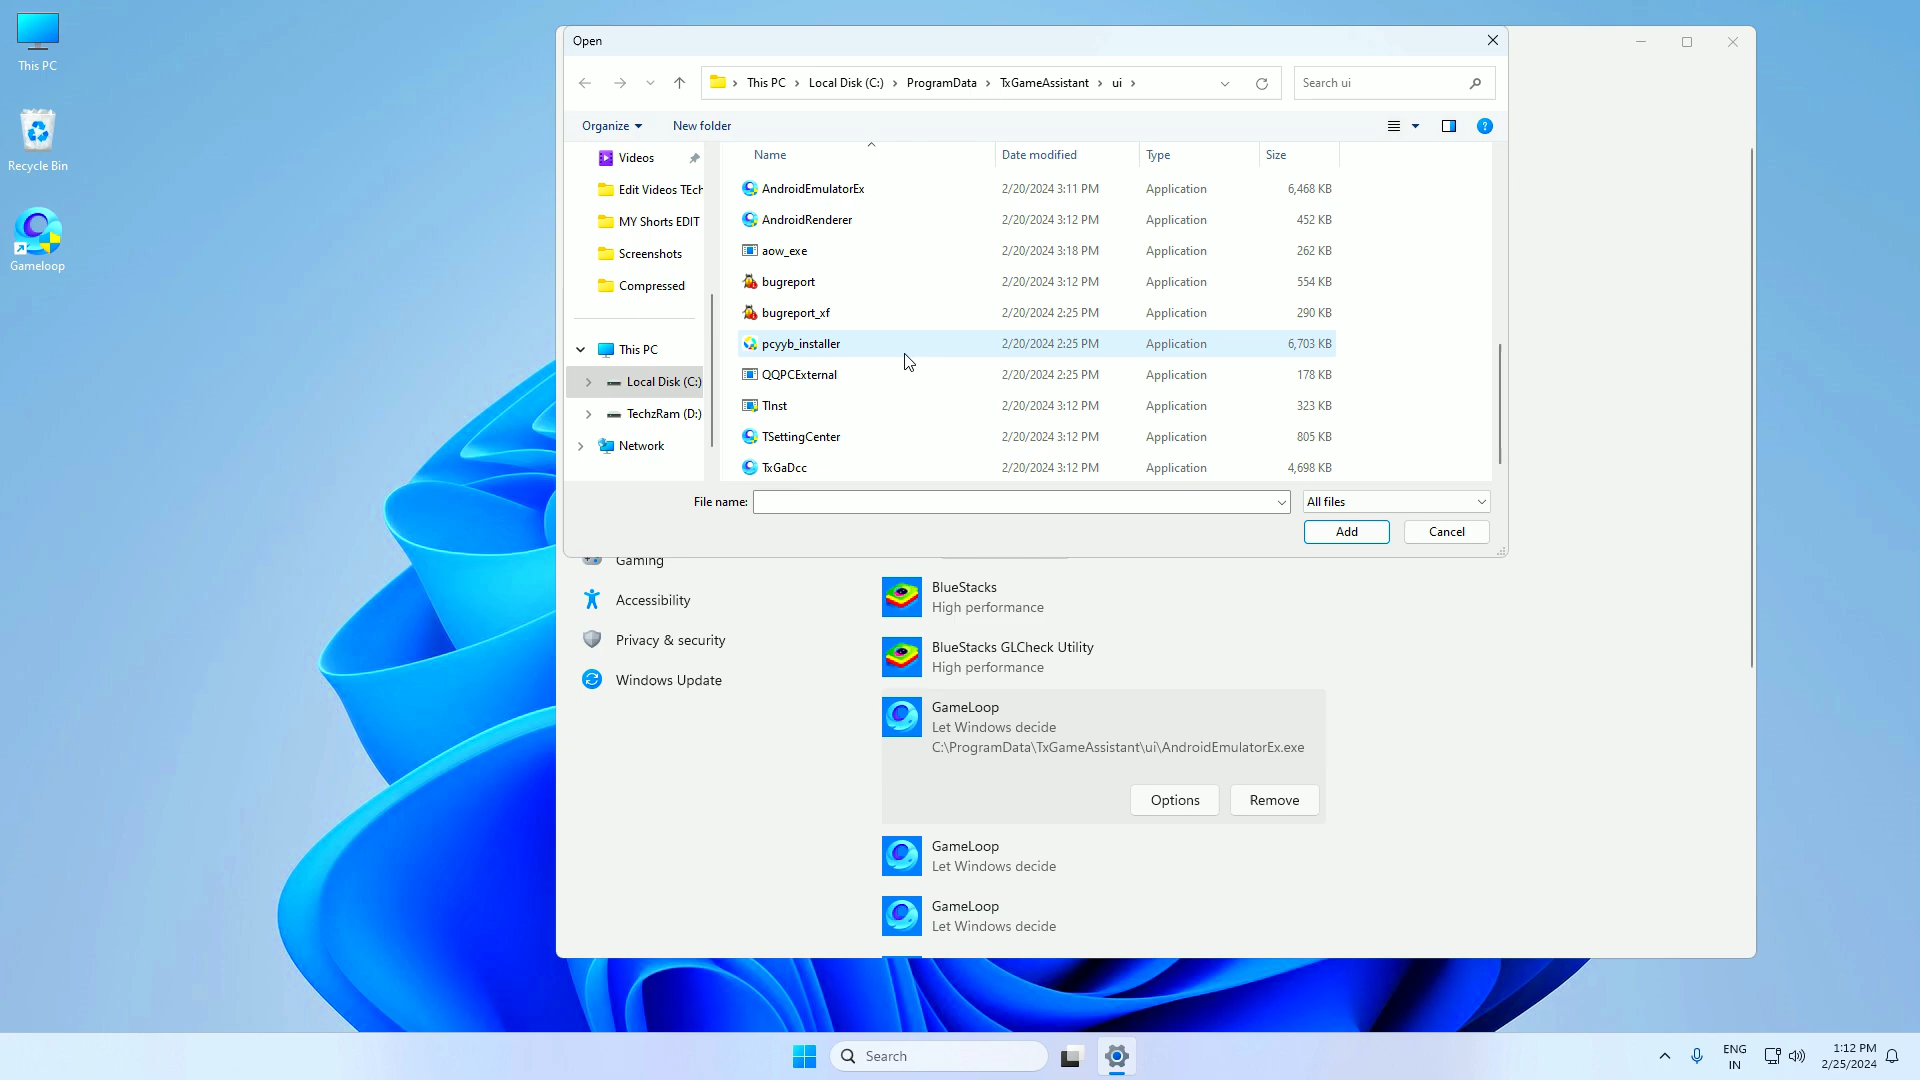 This PC
Recycle Bin
Gameloop
Open
This PC
Local Disk (C:)
ProgramData
TxGameAssistant
ui
Search ui
Organize
New folder
Videos
Edit Videos TEch
MY Shorts EDIT
Screenshots
Compressed
This PC
Local Disk (C:)
TechzRam (D:)
Network
Name Date modified Type Size
AndroidEmulatorEx 2/20/2024 3:11 PM Application 6,468 KB
AndroidRenderer 2/20/2024 3:12 PM Application 452 KB
aow_exe 2/20/2024 3:18 PM Application 262 KB
bugreport 2/20/2024 3:12 PM Application 554 KB
bugreport_xf 2/20/2024 2:25 PM Application 290 KB
pcyyb_installer 2/20/2024 2:25 PM Application 6,703 KB
QQPCExternal 2/20/2024 2:25 PM Application 178 KB
TInst 2/20/2024 3:12 PM Application 323 KB
TSettingCenter 2/20/2024 3:12 PM Application 805 KB
TxGaDcc 2/20/2024 3:12 PM Application 4,698 KB
File name:
All files
Add
Cancel
Gaming
Accessibility
Privacy & security
Windows Update
BlueStacks
High performance
BlueStacks GLCheck Utility
High performance
GameLoop
Let Windows decide
C:\ProgramData\TxGameAssistant\ui\AndroidEmulatorEx.exe
Options
Remove
GameLoop
Let Windows decide
GameLoop
Let Windows decide
Search
ENG
IN
1:12 PM
2/25/2024